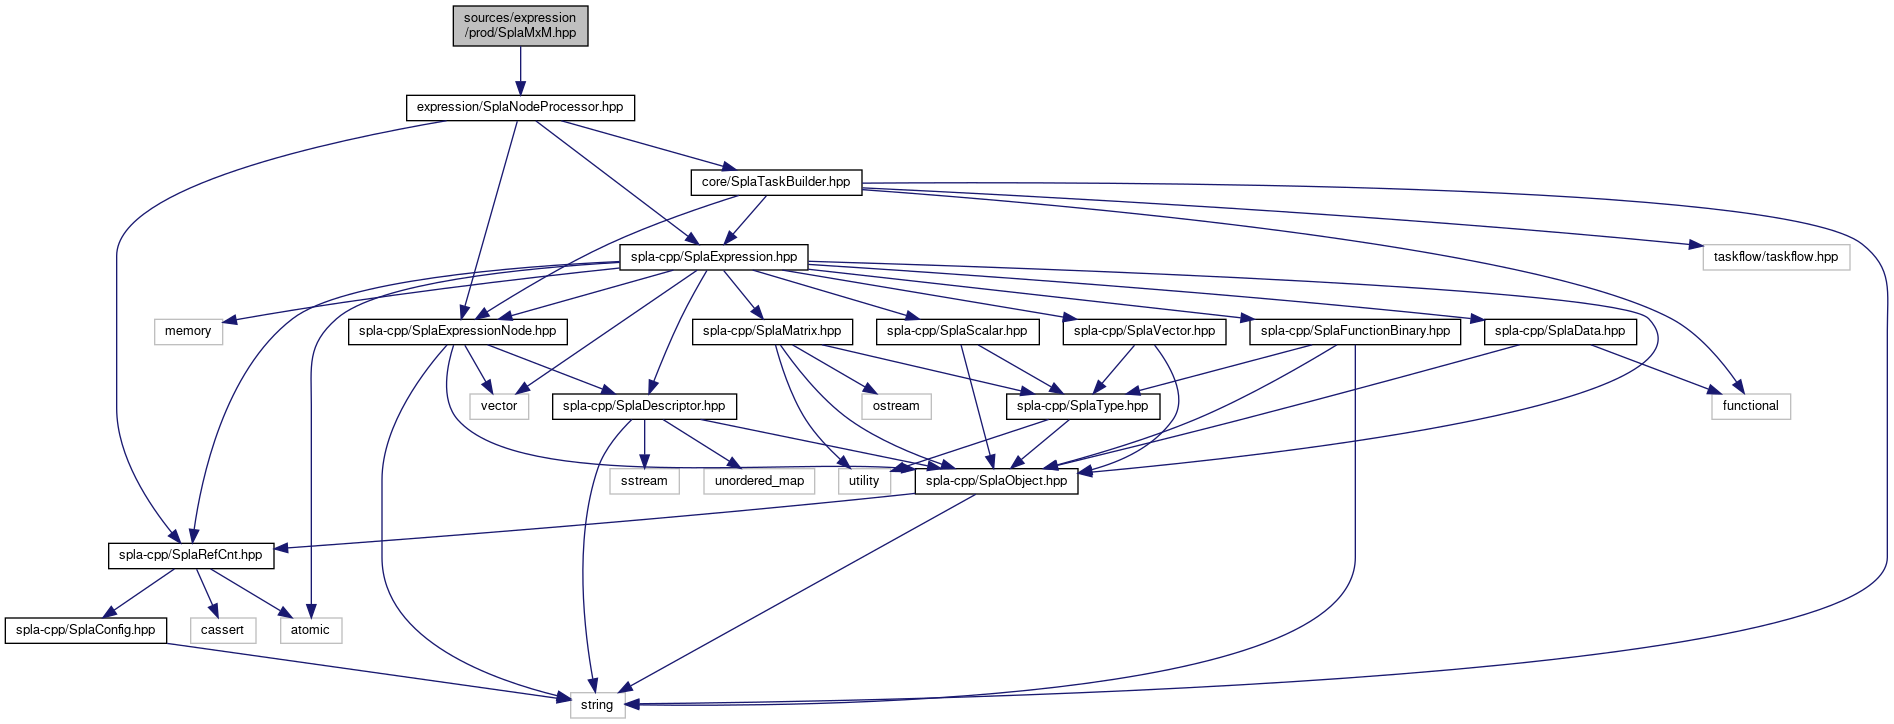 sources/expression
/prod/SplaMxM.hpp
expression/SplaNodeProcessor.hpp
core/SplaTaskBuilder.hpp
spla-cpp/SplaExpression.hpp
taskflow/taskflow.hpp
memory
spla-cpp/SplaExpressionNode.hpp
spla-cpp/SplaMatrix.hpp
spla-cpp/SplaScalar.hpp
spla-cpp/SplaVector.hpp
spla-cpp/SplaFunctionBinary.hpp
spla-cpp/SplaData.hpp
vector
spla-cpp/SplaDescriptor.hpp
ostream
spla-cpp/SplaType.hpp
functional
sstream
unordered_map
utility
spla-cpp/SplaObject.hpp
spla-cpp/SplaRefCnt.hpp
spla-cpp/SplaConfig.hpp
cassert
atomic
string